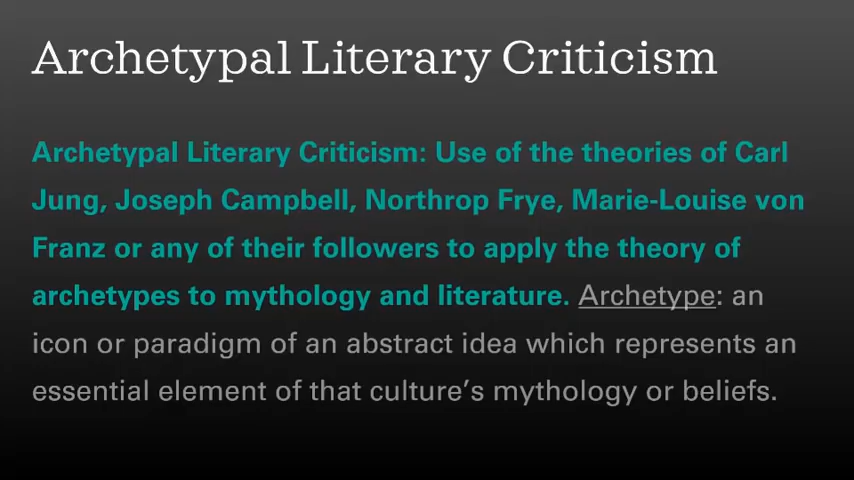 Archetypal Literary Criticism
Archetypal Literary Criticism: Use of the theories of Carl
Jung, Joseph Campbell, Northrop Frye, Marie-Louise von
Franz or any of their followers to apply the theory of
archetypes to mythology and literature. Archetype: an
icon or paradigm of an abstract idea which represents an
essential element of that culture’s mythology or beliefs.